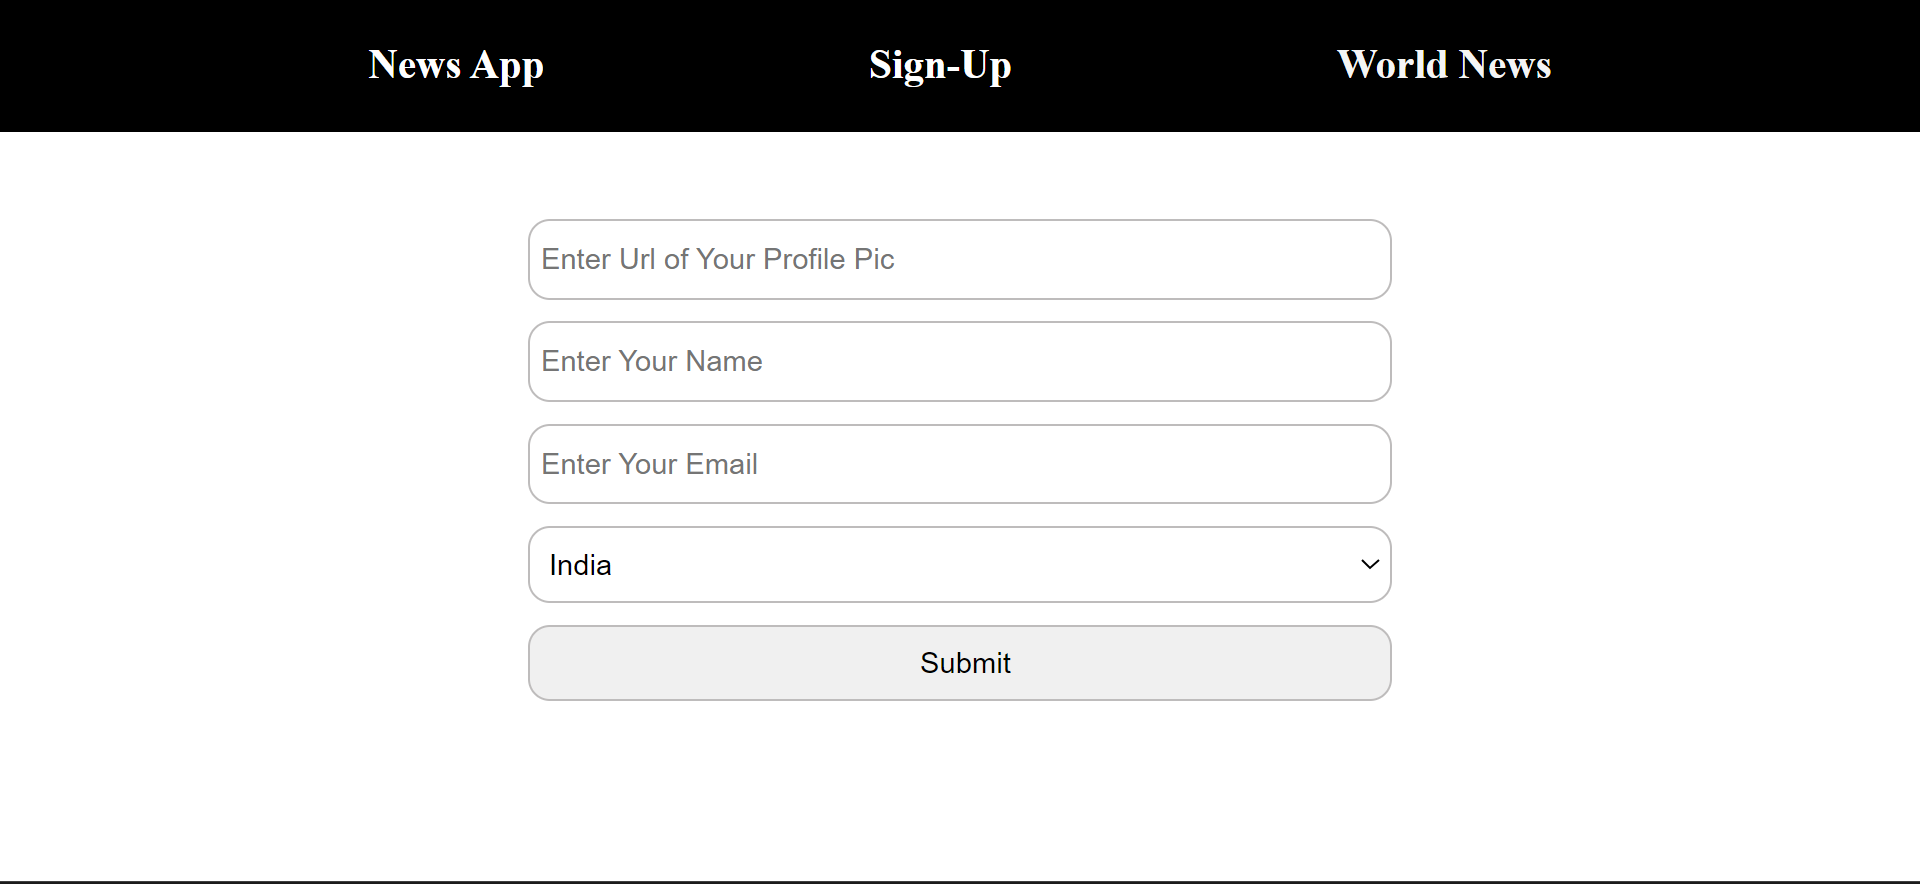 News App Sign-Up World News
Enter Url of Your Profile Pic
Enter Your Name
Enter Your Email
India
Submit